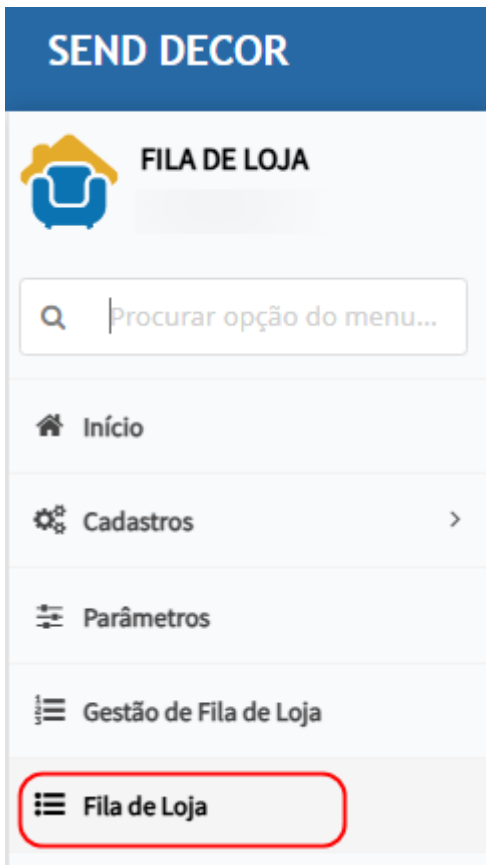 SEND DECOR
FILA DE LOJA
Procurar opção do menu...
Início
Cadastros
Parâmetros
Gestão de Fila de Loja
Fila de Loja